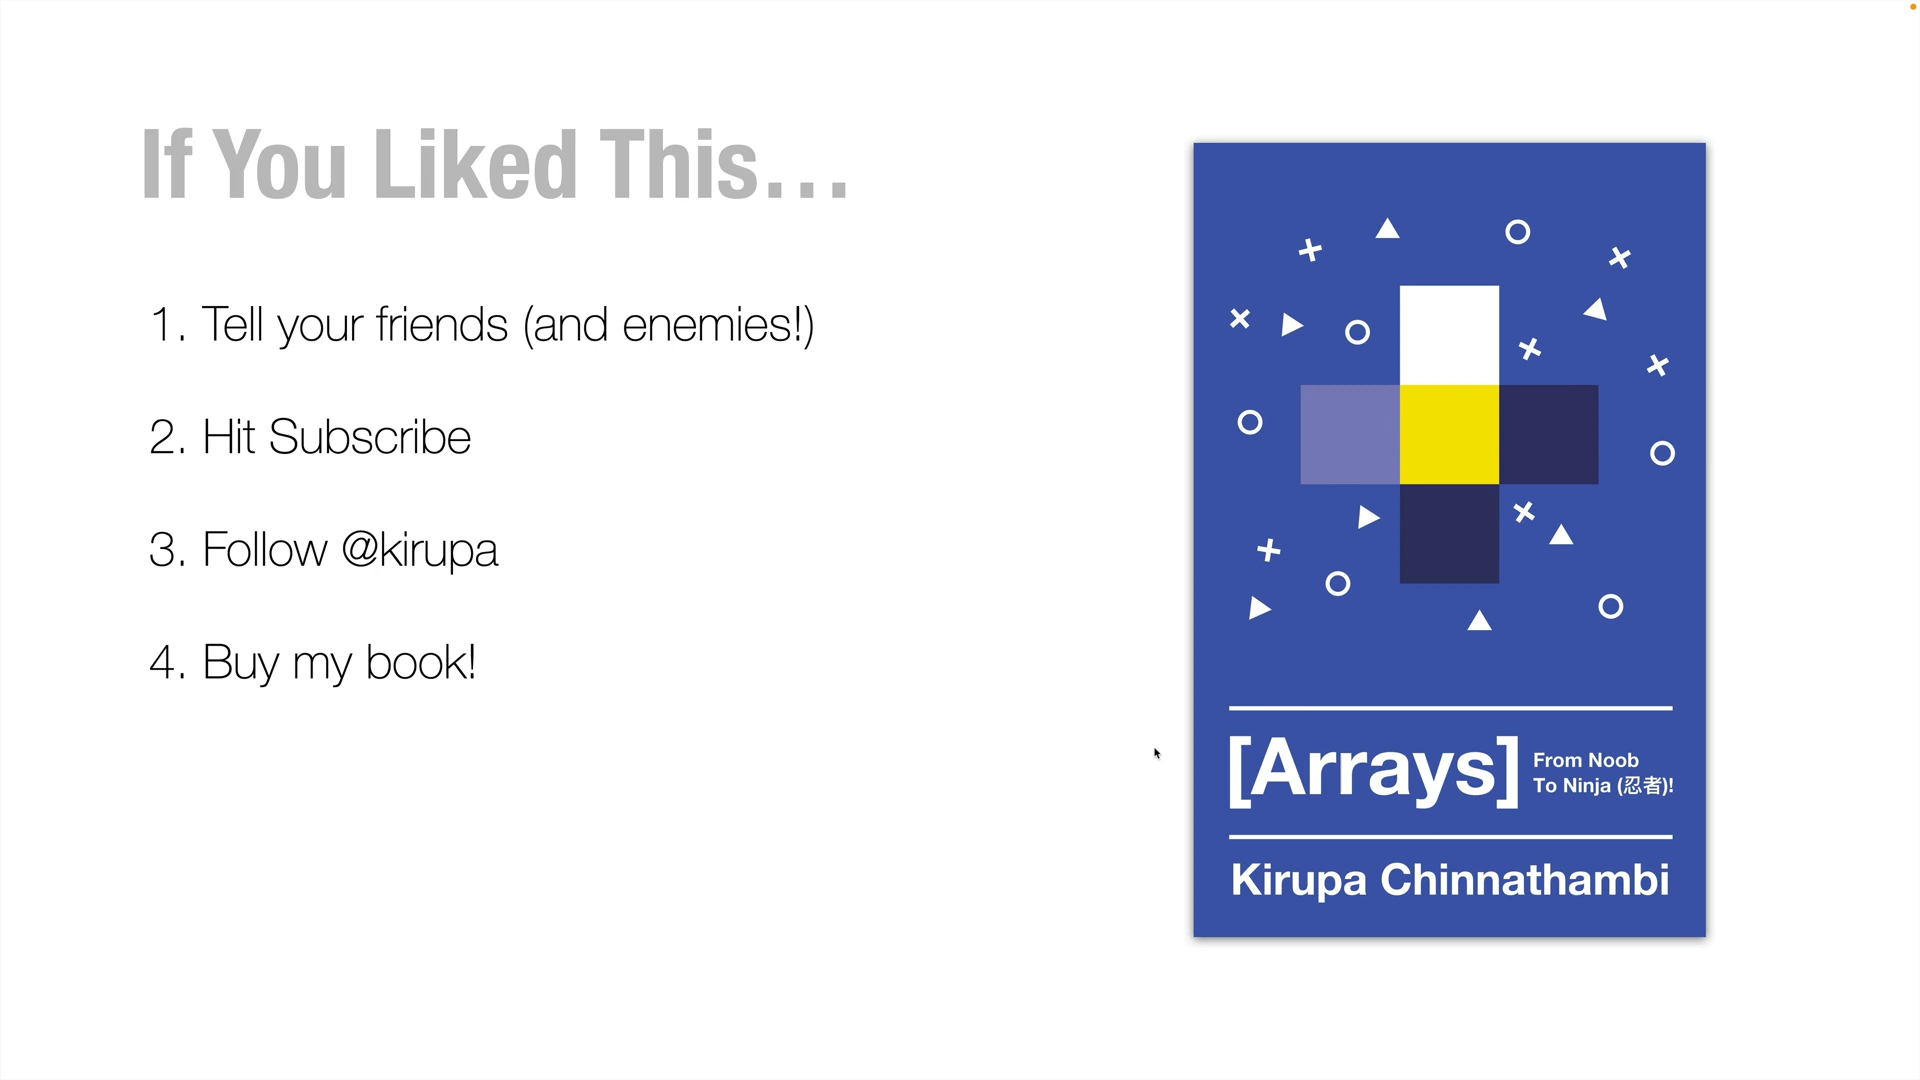 If You Liked This…
1. Tell your friends (and enemies!)
2. Hit Subscribe
3. Follow @kirupa
4. Buy my book!
[Arrays]
From Noob
To Ninja (忍者)!
Kirupa Chinnathambi